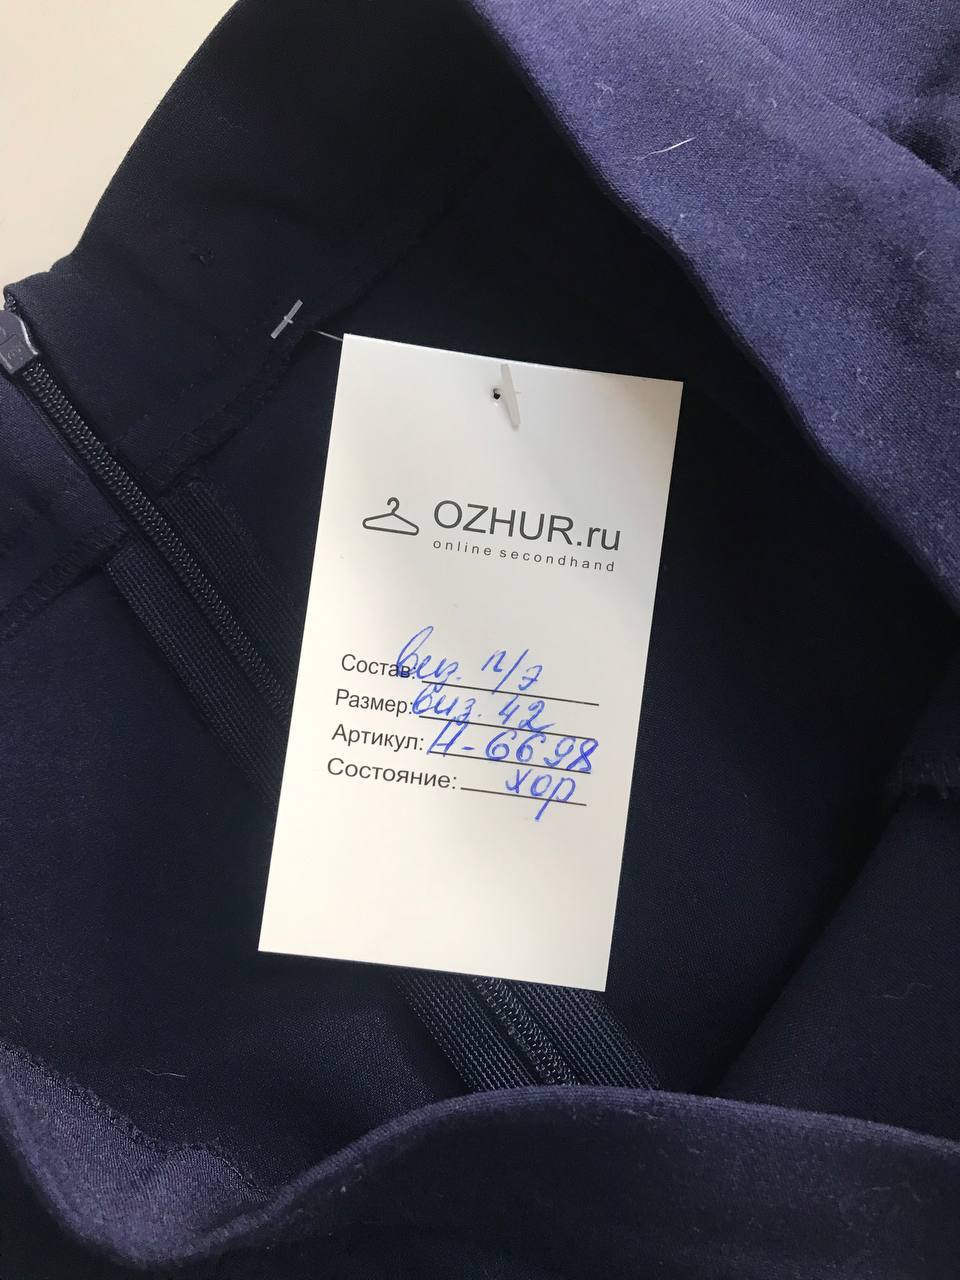 OZHUR.ru
online secondhand
Состав: виз. п/э
Размер: виз. 42
Артикул: Н-6698
Состояние: хор